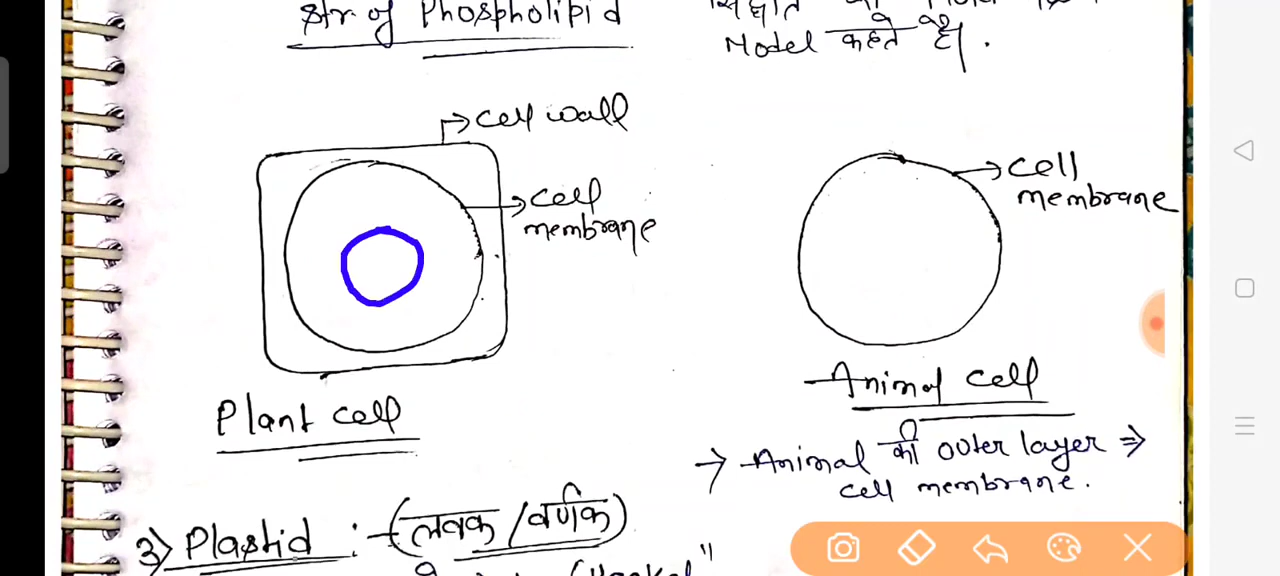 Str of Phospholipid
Model कहते है।
cell wall
cell
membrane
cell
membrane
Plant cell
Animal cell
→ Animal की outer layer ⇒
cell membrane.
3) Plastid :- (लवक / वर्णक)